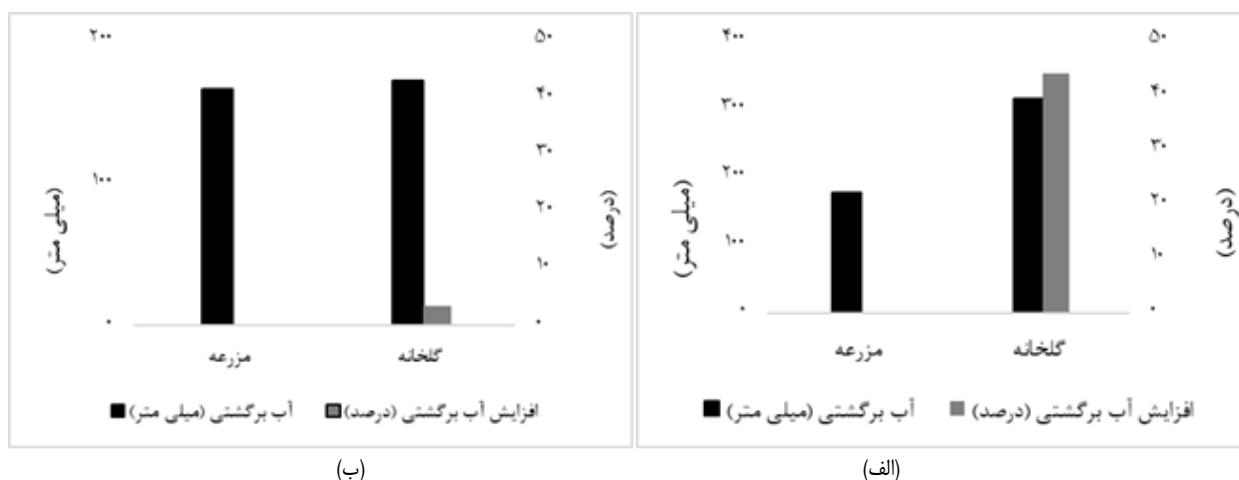 ۴۰۰
۳۰۰
۲۰۰
۱۰۰
۰
(میلی متر)
۵۰
۴۰
۳۰
۲۰
۱۰
۰
(درصد)
مزرعه
گلخانه
آب برگشتی (میلی متر)
افزایش آب برگشتی (درصد)
(الف)
۲۰۰
۱۰۰
۰
(میلی متر)
۵۰
۴۰
۳۰
۲۰
۱۰
۰
(درصد)
مزرعه
گلخانه
آب برگشتی (میلی متر)
افزایش آب برگشتی (درصد)
(ب)